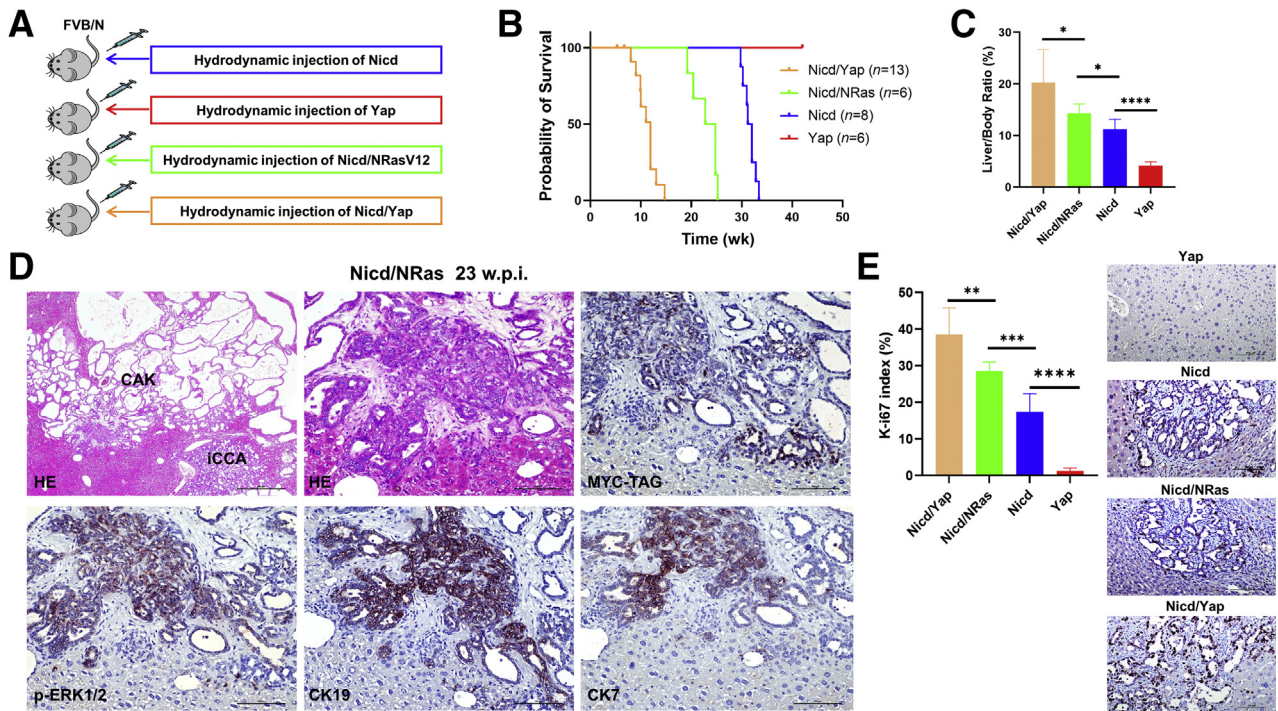 A
FVB/N
Hydrodynamic injection of Nicd
Hydrodynamic injection of Yap
Hydrodynamic injection of Nicd/NRasV12
Hydrodynamic injection of Nicd/Yap
B
Probability of Survival
100
50
0
0 10 20 30 40 50
Time (wk)
Nicd/Yap (n=13)
Nicd/NRas (n=6)
Nicd (n=8)
Yap (n=6)
C
Liver/Body Ratio (%)
30
20
10
0
*
*
****
Nicd/Yap
Nicd/NRas
Nicd
Yap
D
Nicd/NRas 23 w.p.i.
CAK
iCCA
HE
HE
MYC-TAG
p-ERK1/2
CK19
CK7
E
K-i67 index (%)
50
40
30
20
10
0
**
***
****
Nicd/Yap
Nicd/NRas
Nicd
Yap
Yap
Nicd
Nicd/NRas
Nicd/Yap